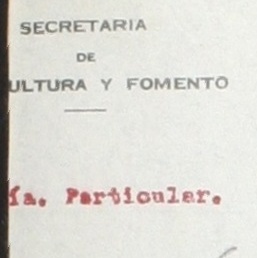 SECRETARIA
DE
ULTURA Y FOMENTO
ía. Particular.